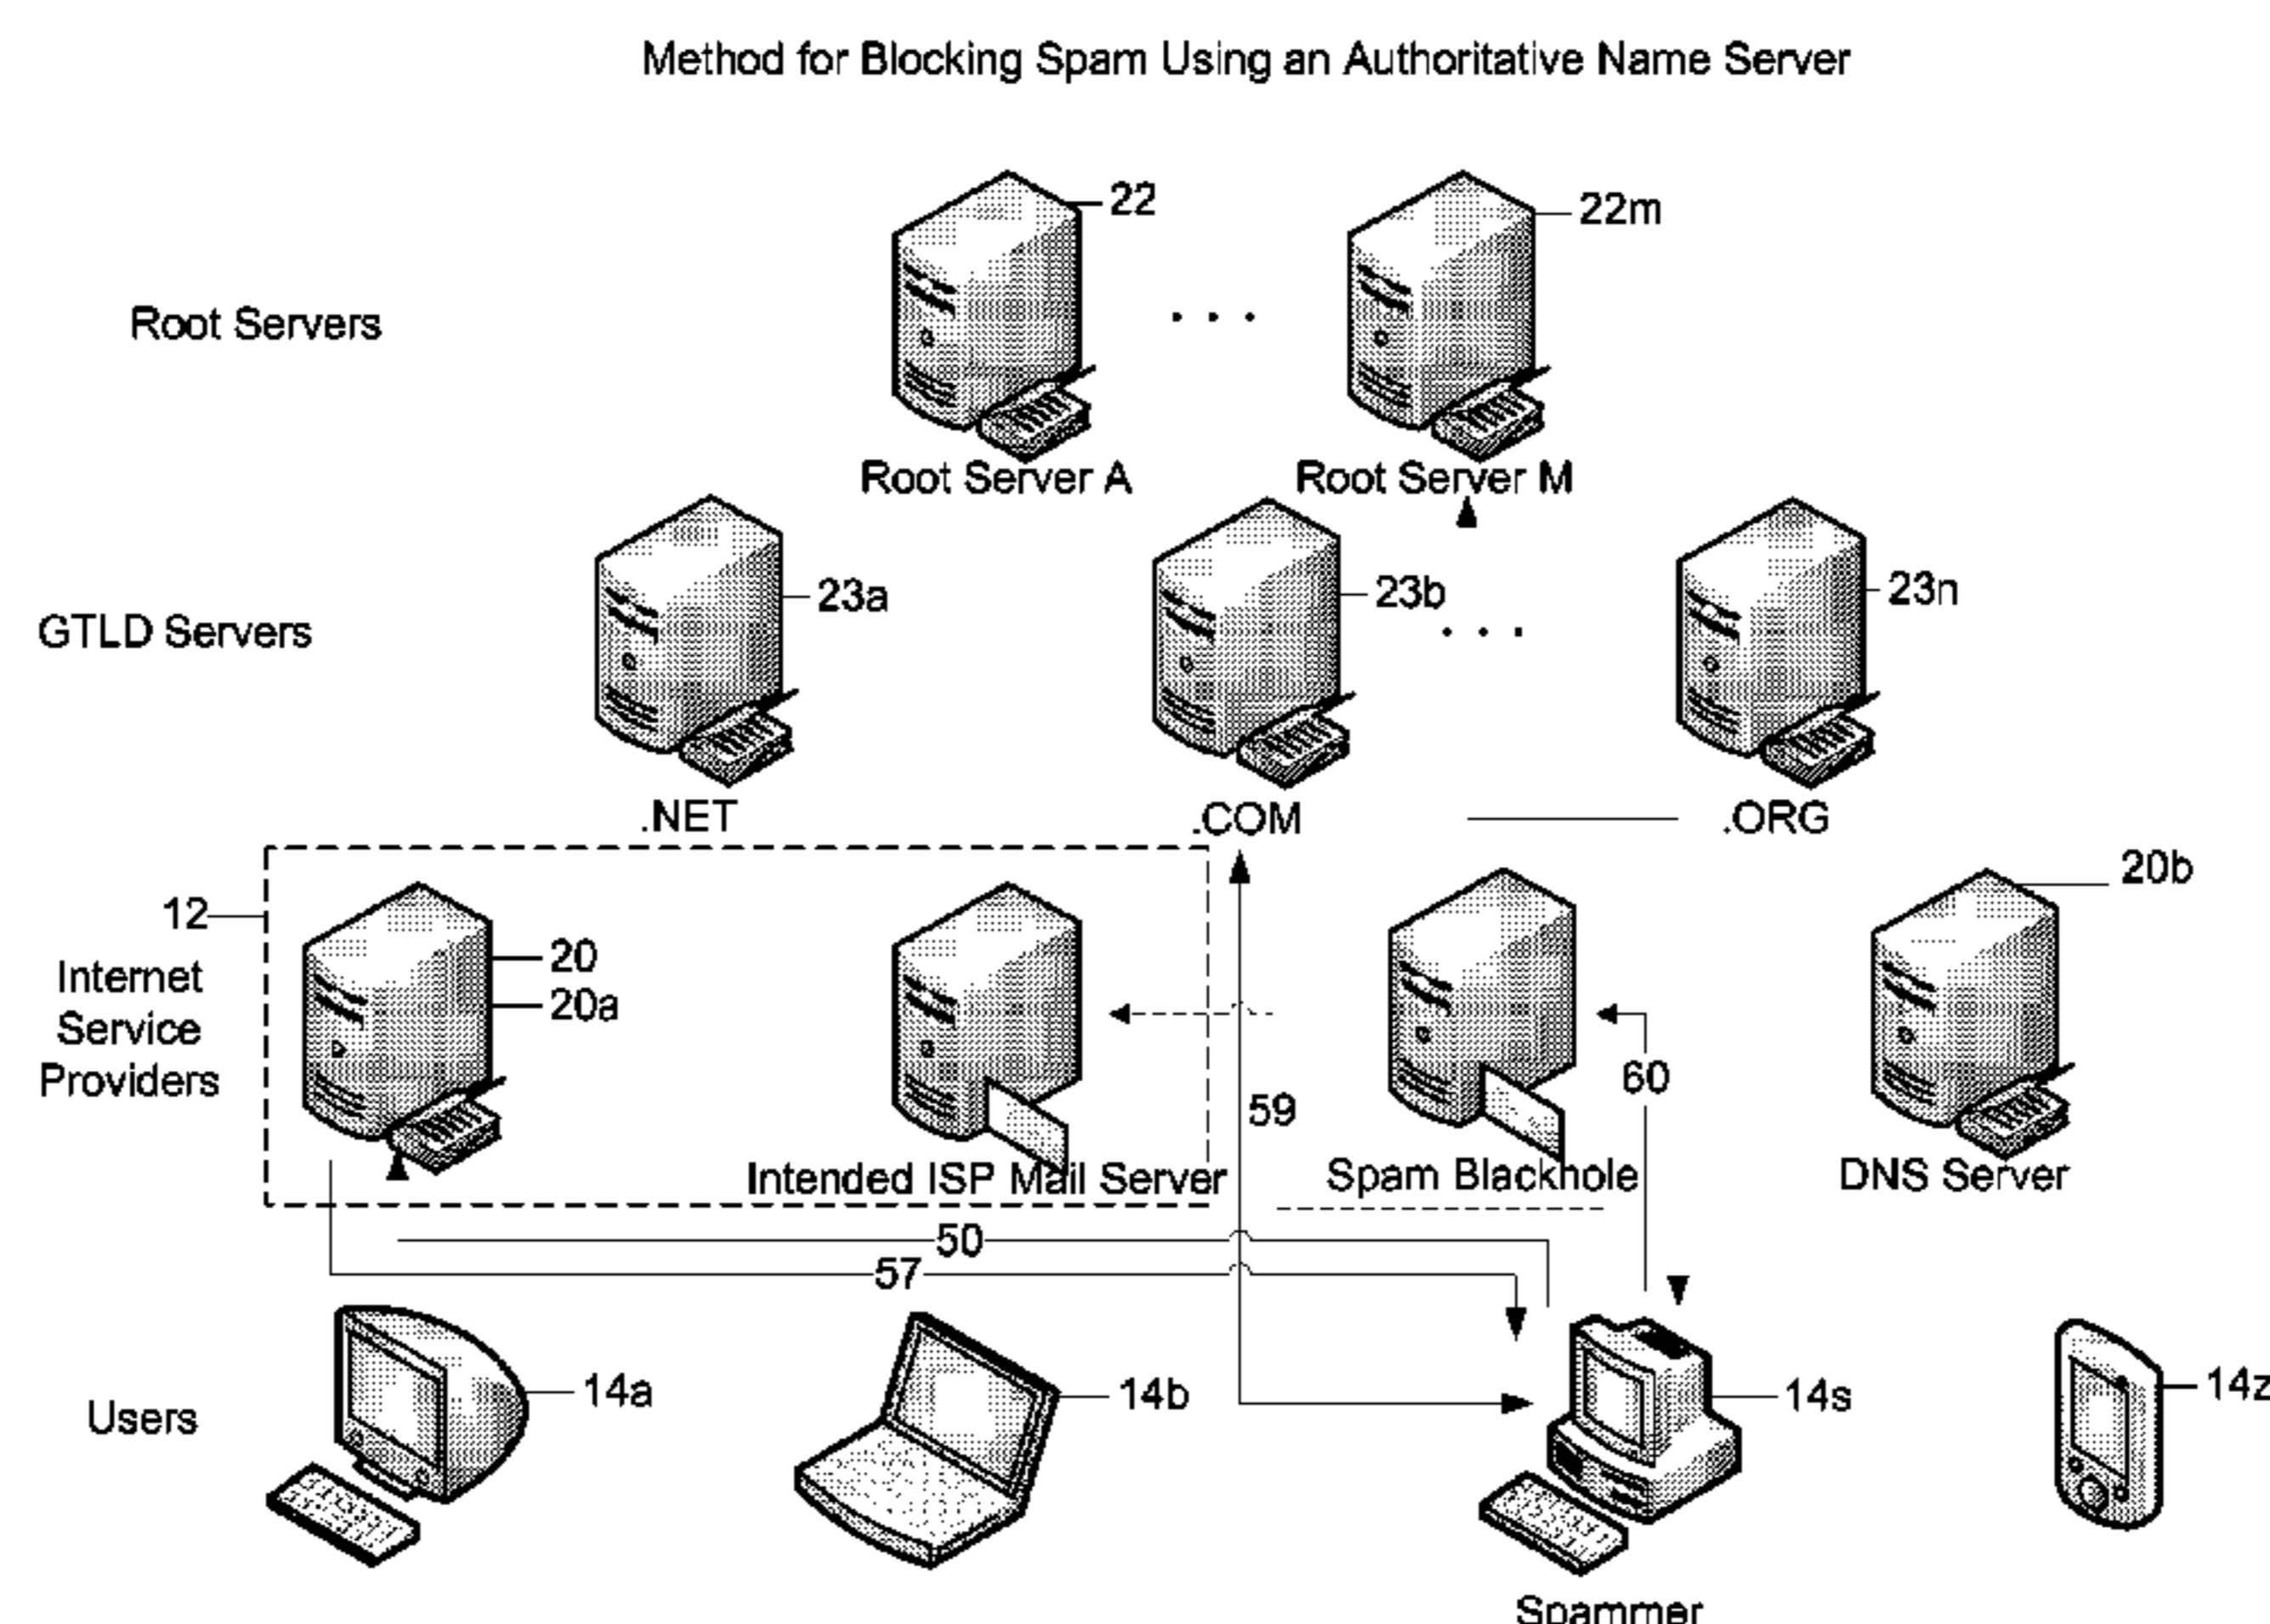 Method for Blocking Spam Using an Authoritative Name Server
22
22m
Root Servers
Root Server A
Root Server M
23a
23b
23n
GTLD Servers
.NET
.COM
.ORG
12
20
20a
20b
Internet
Service
Providers
59
60
Intended ISP Mail Server
Spam Blackhole
DNS Server
50
57
14a
14b
14s
14z
Users
Spammer